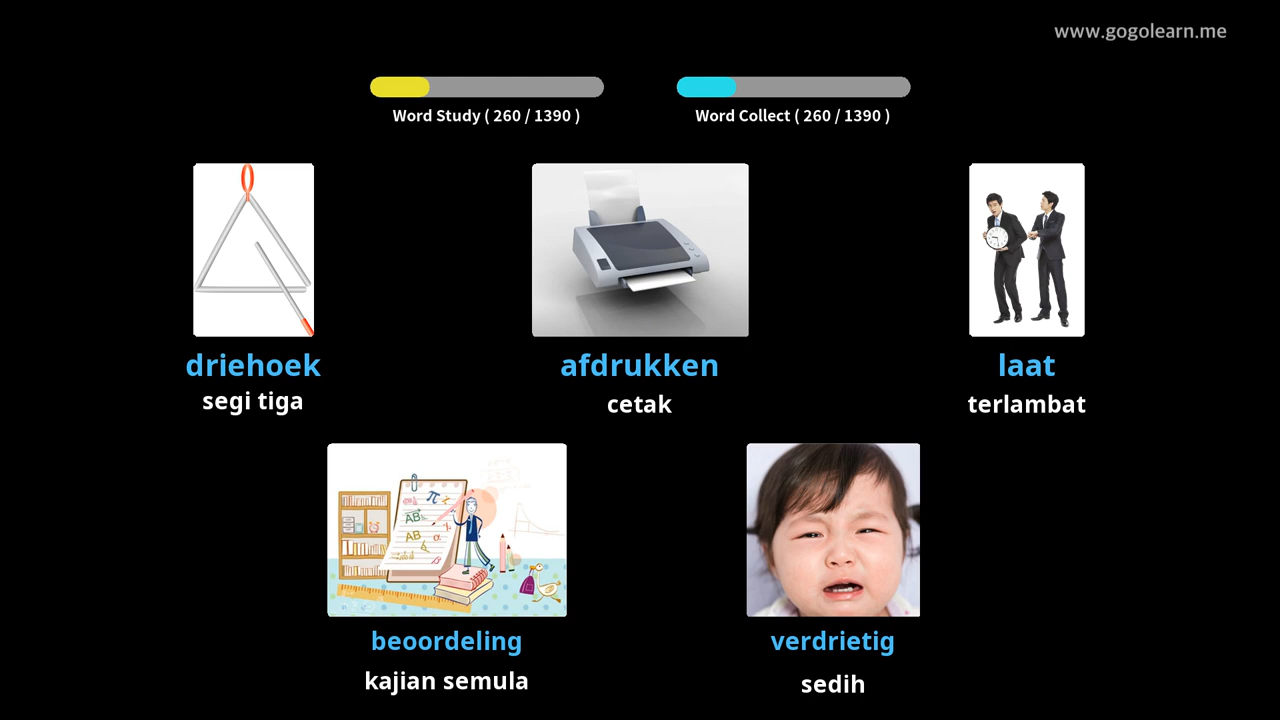 www.gogolearn.me
Word Study ( 260 / 1390 )
Word Collect ( 260 / 1390 )
driehoek
segi tiga
afdrukken
cetak
laat
terlambat
beoordeling
kajian semula
verdrietig
sedih